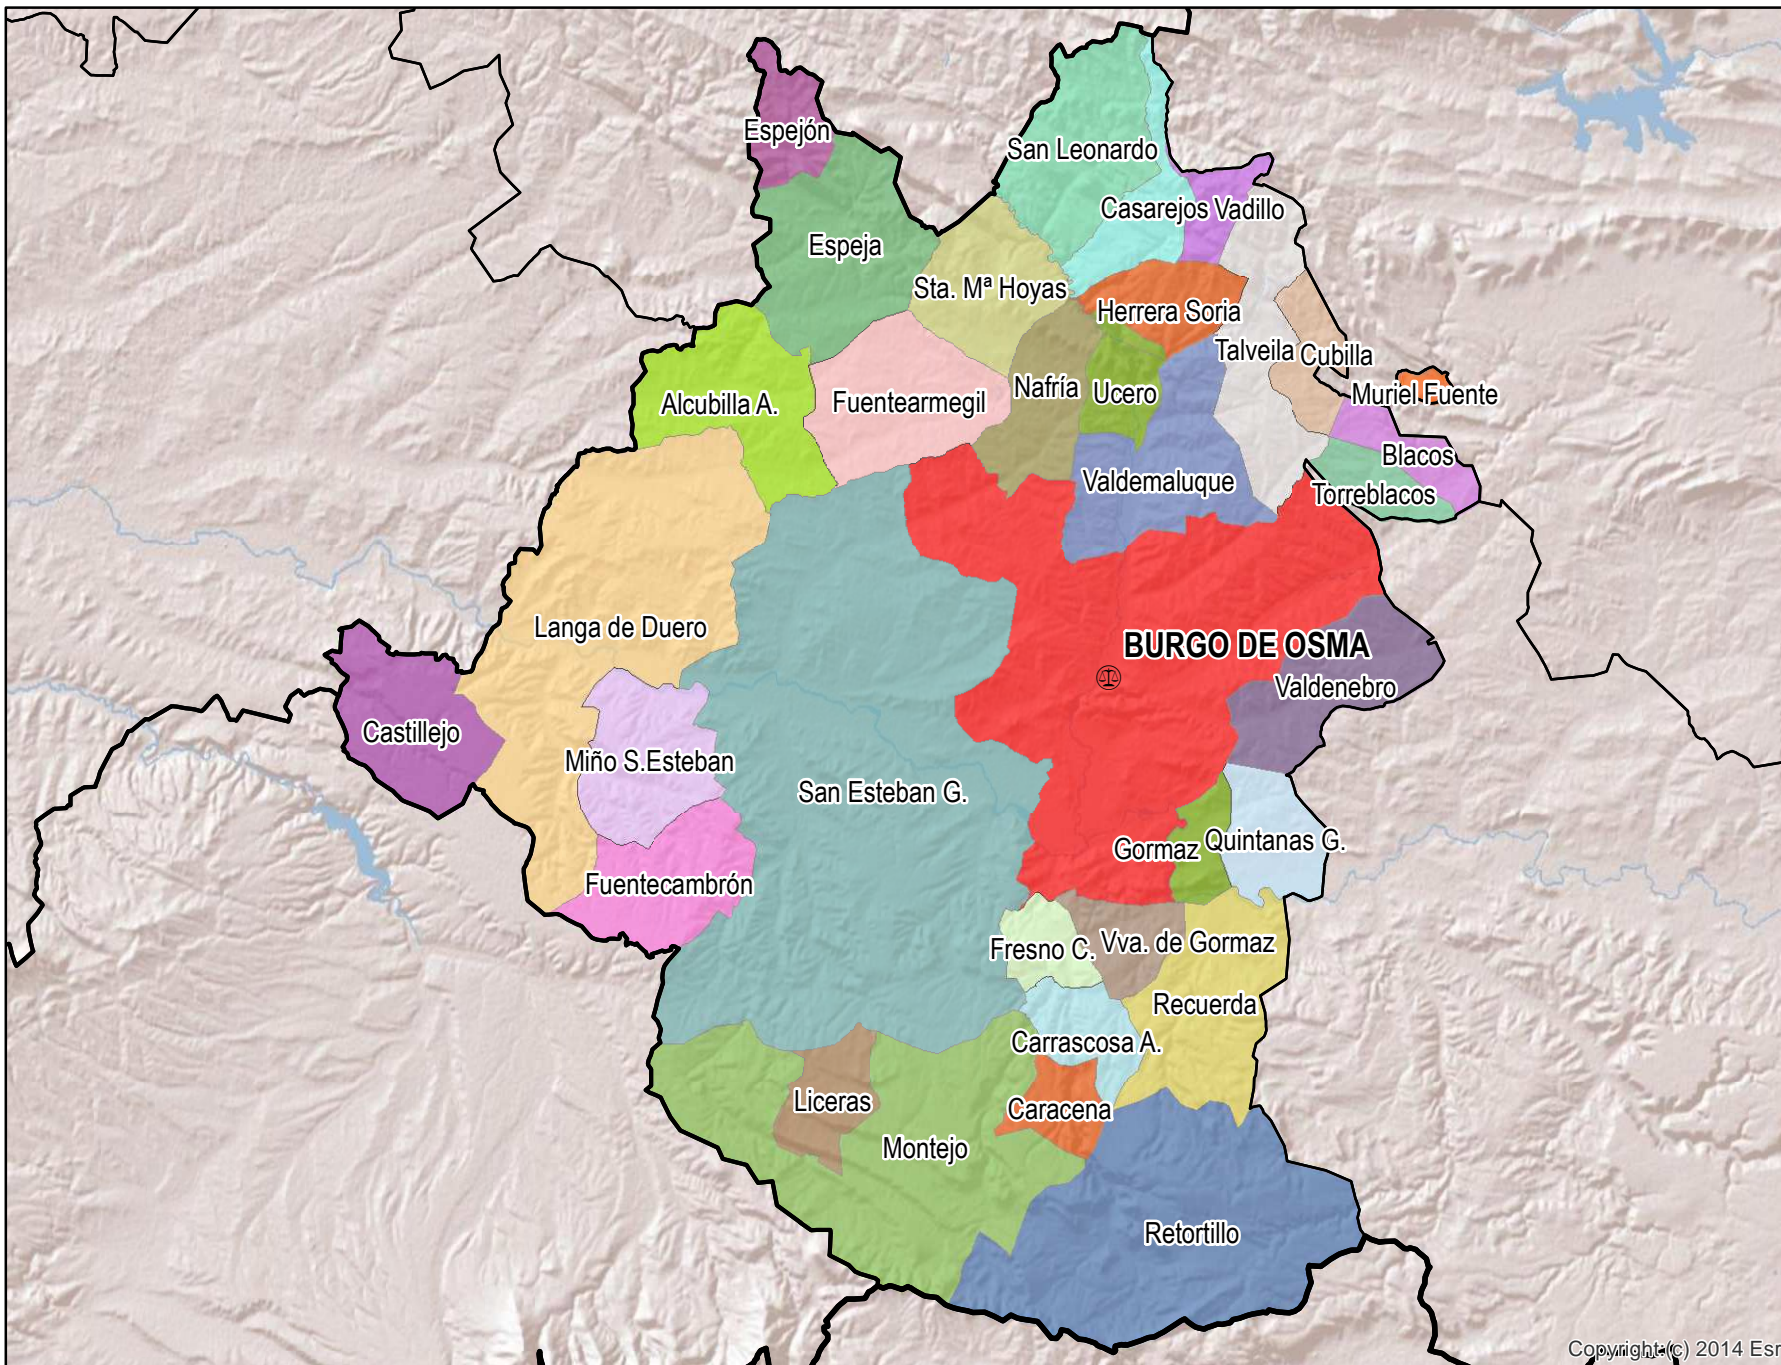 Espejón
San Leonardo
Casarejos
Vadillo
Espeja
Sta. Mª Hoyas
Herrera Soria
Talveila
Cubilla
Muriel Fuente
Nafría
Ucero
Alcubilla A.
Fuentearmegil
Blacos
Valdemaluque
Torreblacos
Langa de Duero
BURGO DE OSMA
Valdenebro
Castillejo
Miño S.Esteban
San Esteban G.
Gormaz
Quintanas G.
Fuentecambrón
Fresno C.
Vva. de Gormaz
Recuerda
Carrascosa A.
Liceras
Caracena
Montejo
Retortillo
Copyright:(c) 2014 Esr